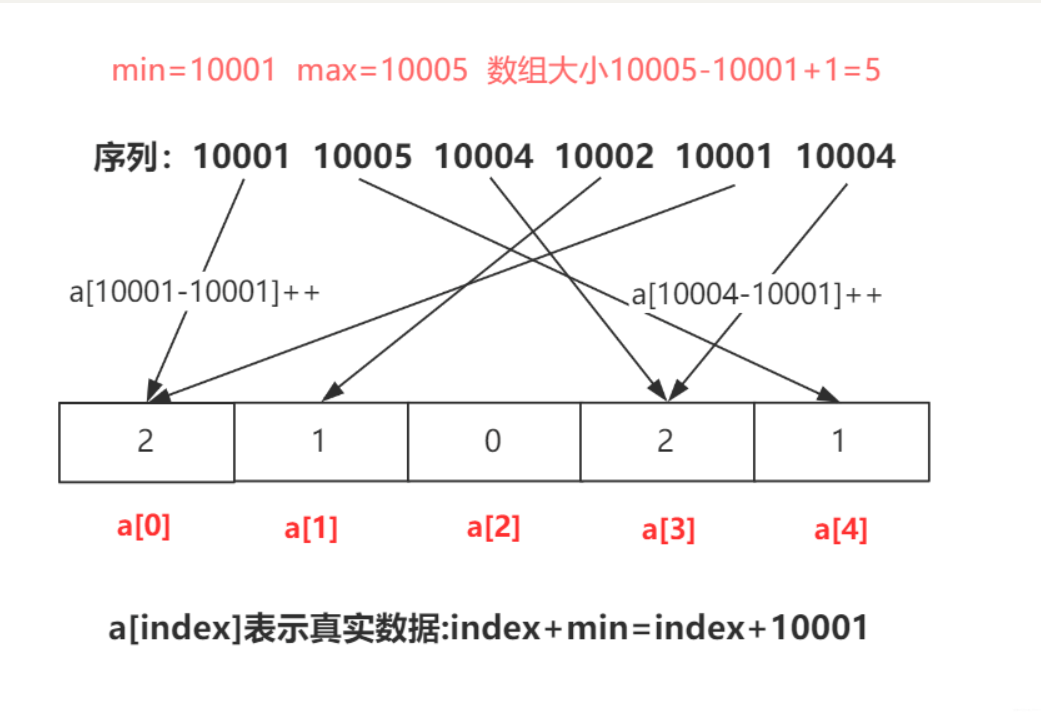 min=10001 max=10005 数组大小10005-10001+1=5
序列：10001 10005 10004 10002 10001 10004
a[10001-10001]++ a[10004-10001]++
2 1 0 2 1
a[0] a[1] a[2] a[3] a[4]
a[index]表示真实数据:index+min=index+10001